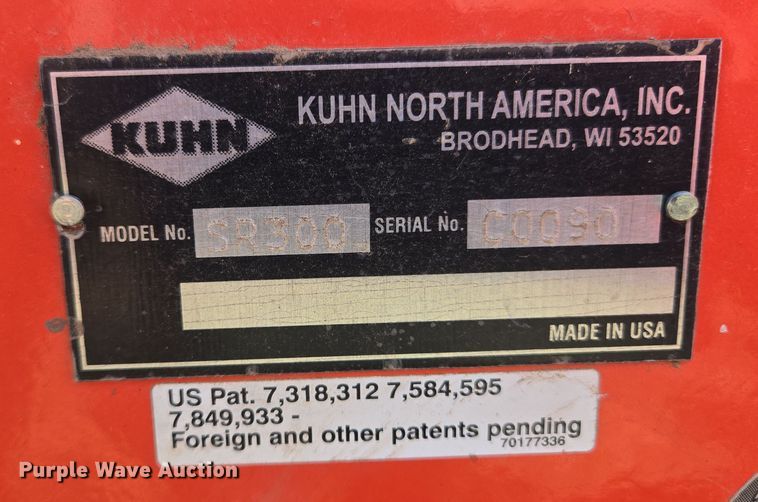 KUHN
KUHN NORTH AMERICA, INC.
BRODHEAD, WI 53520
MODEL No. SR300 SERIAL No. C0090
MADE IN USA
US Pat. 7,318,312 7,584,595
7,849,933 -
Foreign and other patents pending
70177336
Purple Wave Auction